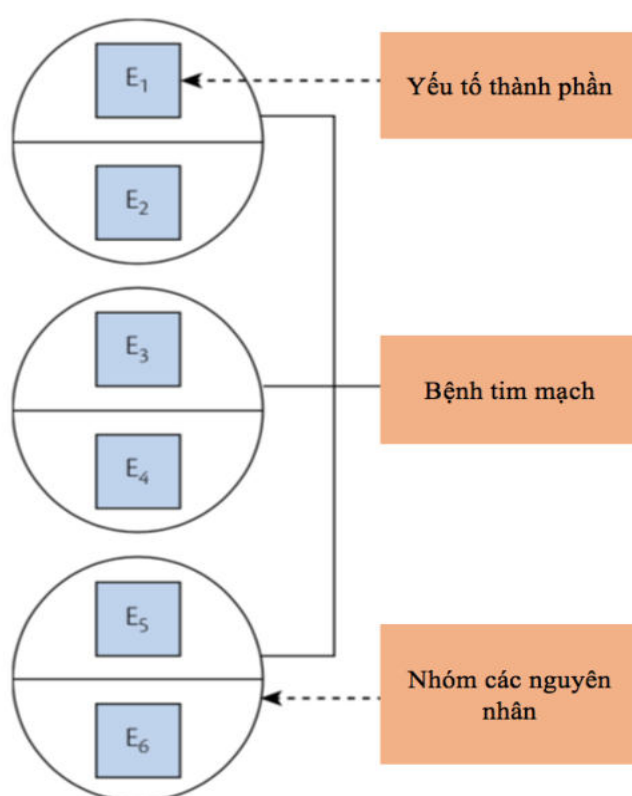 E₁
Yếu tố thành phần
E₂
E₃
Bệnh tim mạch
E₄
E₅
Nhóm các nguyên
nhân
E₆